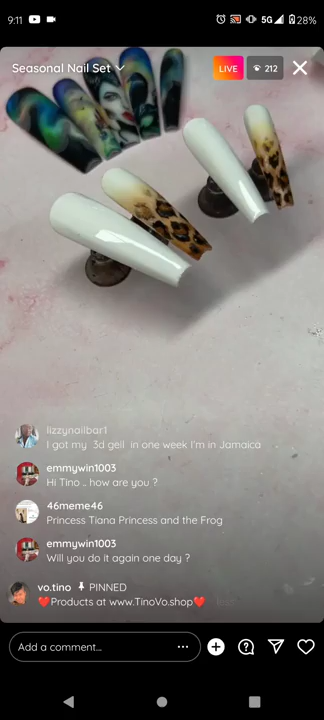 9:11
5G 28%
Seasonal Nail Set
LIVE
212
lizzynailbar1
I got my 3d gell in one week I'm in Jamaica
emmywin1003
Hi Tino .. how are you ?
46meme46
Princess Tiana Princess and the Frog
emmywin1003
Will you do it again one day ?
vo.tino PINNED
❤️Products at www.TinoVo.shop❤️
Add a comment...